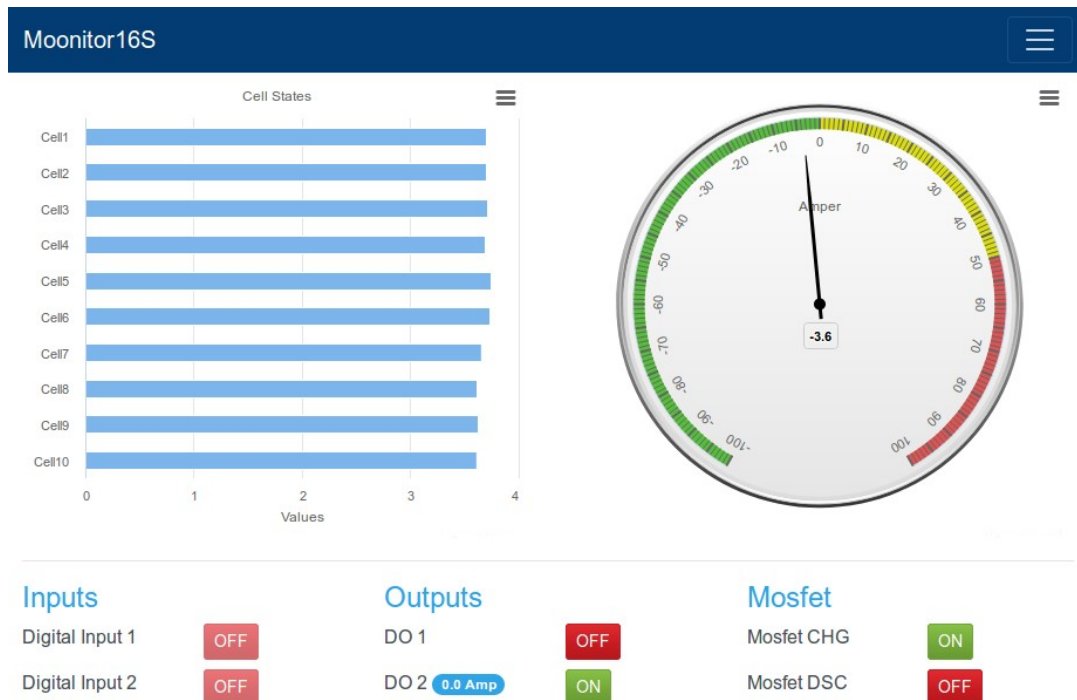 Moonitor16S
Cell States
Cell1
Cell2
Cell3
Cell4
Cell5
Cell6
Cell7
Cell8
Cell9
Cell10
0 1 2 3 4
Values
-100 -90 -80 -70 -60 -50 -40 -30 -20 -10 0 10 20 30 40 50 60 70 80 90 100
Amper
-3.6
Inputs
Digital Input 1 OFF
Digital Input 2 OFF
Outputs
DO 1 OFF
DO 2 0.0 Amp ON
Mosfet
Mosfet CHG ON
Mosfet DSC OFF